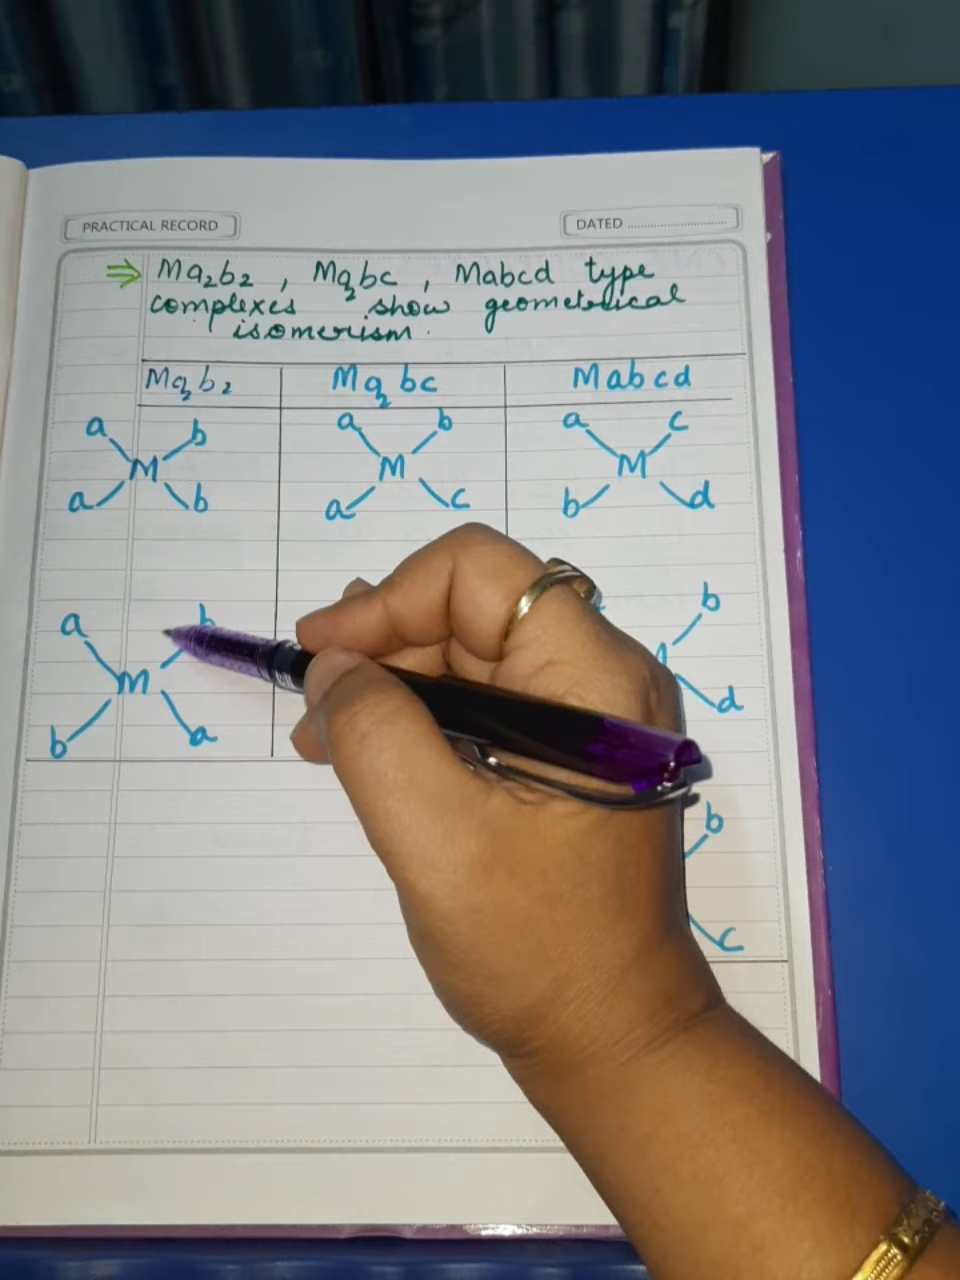 PRACTICAL RECORD
DATED
⇒ Ma2b2 , Ma2bc , Mabcd type
complexes show geometrical
isomerism.
Ma2b2 Ma2bc Mabcd
a b a b a c
M M M
a b a c b d
a b b
M
b a d
b
c